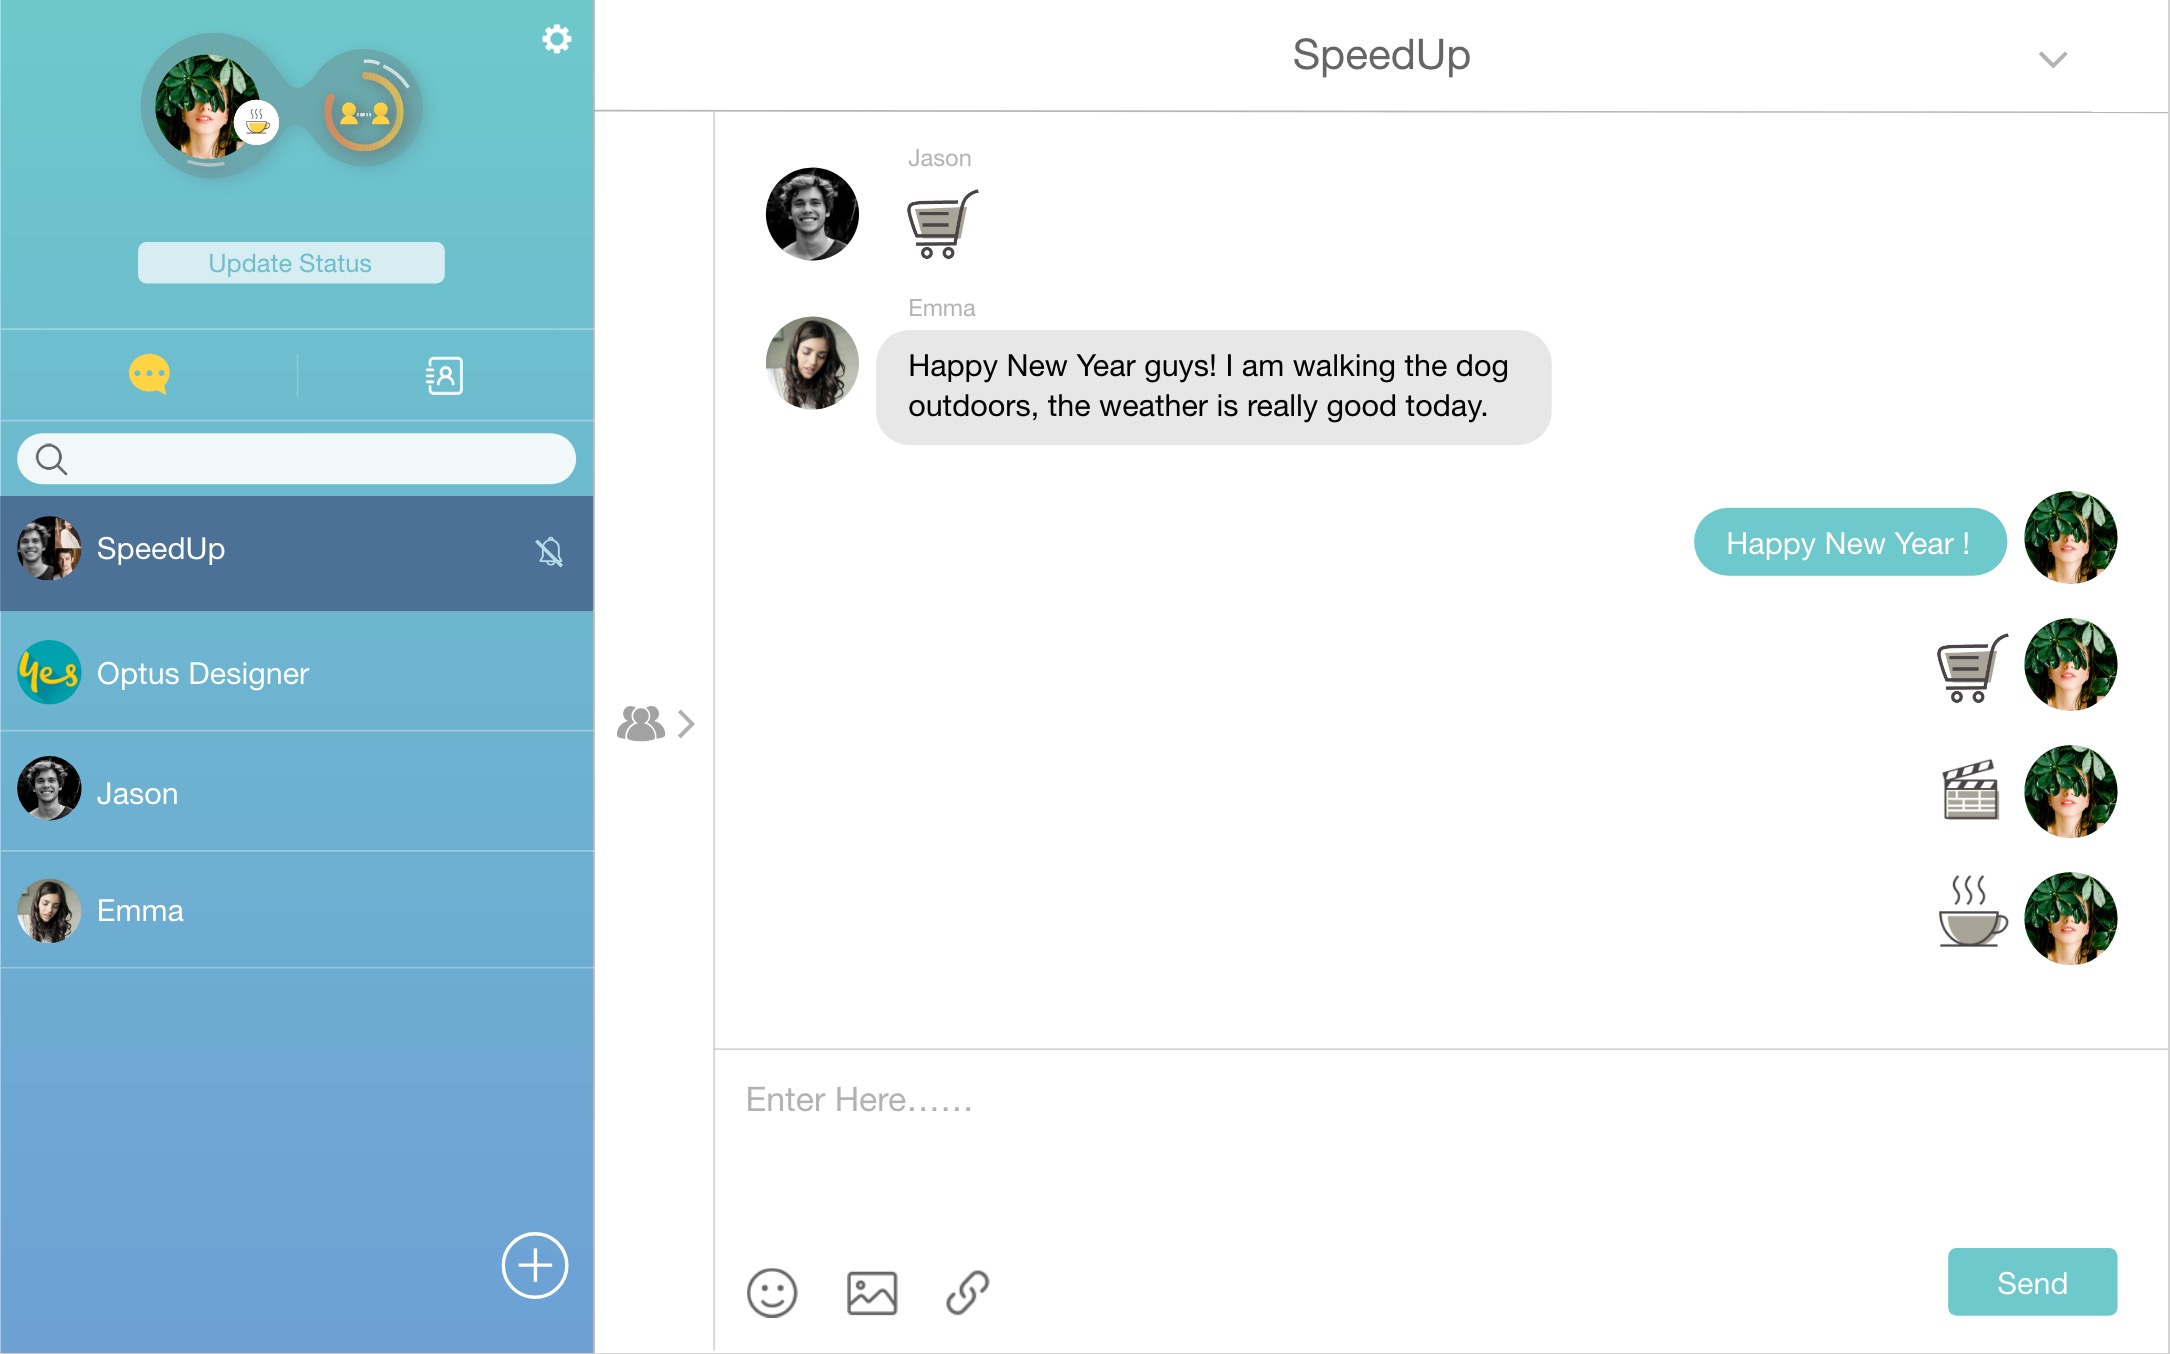 Update Status
SpeedUp
yes
Optus Designer
Jason
Emma
SpeedUp
Jason
Emma
Happy New Year guys! I am walking the dog
outdoors, the weather is really good today.
Happy New Year !
Enter Here......
Send